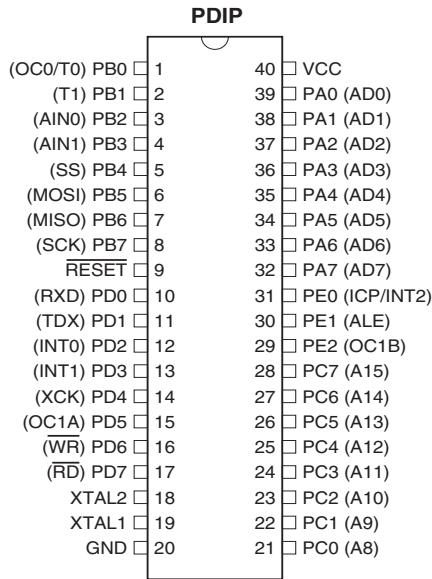 PDIP
(OC0/T0) PB0 1 40 VCC
(T1) PB1 2 39 PA0 (AD0)
(AIN0) PB2 3 38 PA1 (AD1)
(AIN1) PB3 4 37 PA2 (AD2)
(SS) PB4 5 36 PA3 (AD3)
(MOSI) PB5 6 35 PA4 (AD4)
(MISO) PB6 7 34 PA5 (AD5)
(SCK) PB7 8 33 PA6 (AD6)
RESET 9 32 PA7 (AD7)
(RXD) PD0 10 31 PE0 (ICP/INT2)
(TDX) PD1 11 30 PE1 (ALE)
(INT0) PD2 12 29 PE2 (OC1B)
(INT1) PD3 13 28 PC7 (A15)
(XCK) PD4 14 27 PC6 (A14)
(OC1A) PD5 15 26 PC5 (A13)
(WR) PD6 16 25 PC4 (A12)
(RD) PD7 17 24 PC3 (A11)
XTAL2 18 23 PC2 (A10)
XTAL1 19 22 PC1 (A9)
GND 20 21 PC0 (A8)